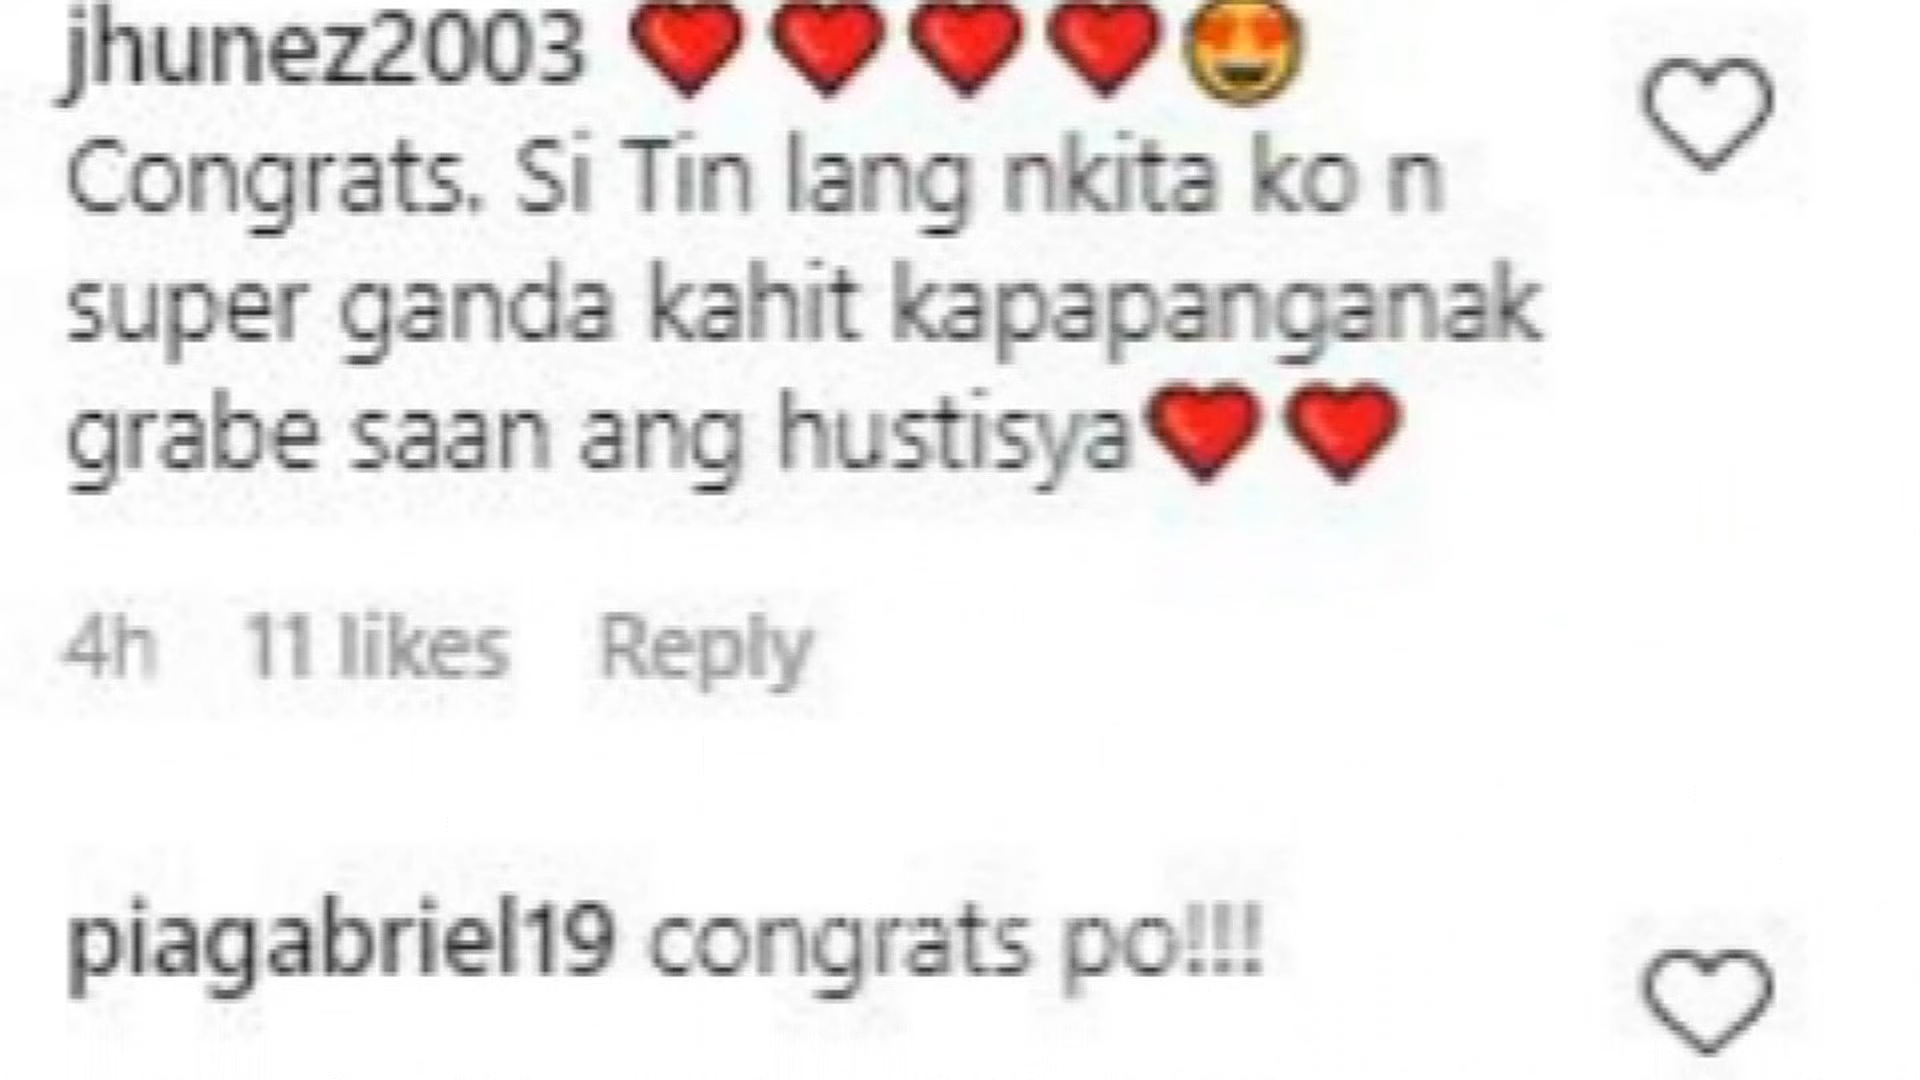 jhunez2003 ❤️❤️❤️❤️😍
Congrats. Si Tin lang nkita ko n
super ganda kahit kapapanganak
grabe saan ang hustisya❤️❤️
4h 11 likes Reply
piagabriel19 congrats po!!!